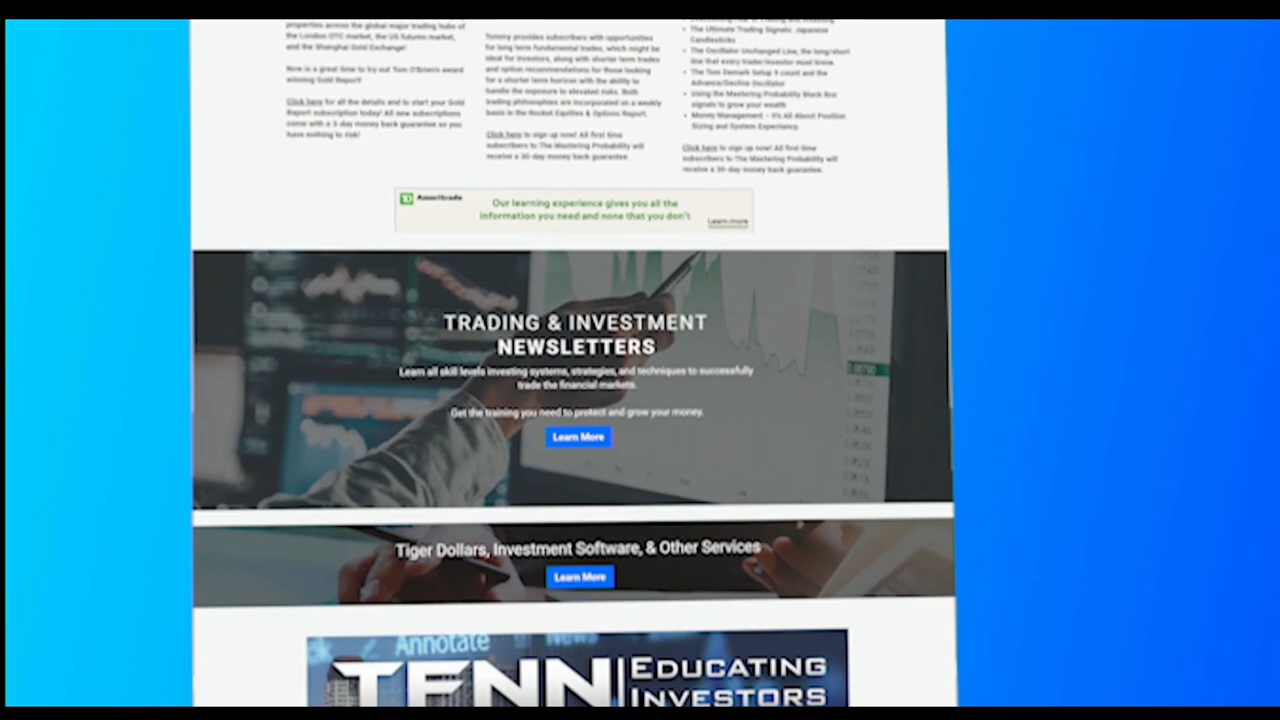 properties across the global major trading hubs of
the London OTC market, the US futures market,
and the Shanghai Gold Exchange!
Now is a great time to try out Tom O'Brien's award
winning Gold Report!
Click here for all the details and to start your Gold
Report subscription today! All new subscriptions
come with a 5-day money back guarantee so you
have nothing to risk!
Tommy provides subscribers with opportunities
for long term fundamental trades, which might be
ideal for investors, along with shorter term trades
and option recommendations for those looking
for a shorter term horizon with the ability to
handle the exposure to elevated risks. Both
trading philosophies are incorporated on a weekly
basis in the Rocket Equities & Options Report.
Click here to sign up now! All first time
subscribers to The Mastering Probability will
receive a 30-day money back guarantee.
• The Ultimate Trading Signals: Japanese
Candlesticks
• The Oscillator Unchanged Line, the long/short
line that every trader/investor must know.
• The Tom Demark Setup 9 count and the
Advance/Decline Oscillator
• Using the Mastering Probability Black Box
signals to grow your wealth
• Money Management – It's All About Position
Sizing and System Expectancy.
Click here to sign up now! All first time
subscribers to The Mastering Probability will
receive a 30-day money back guarantee.
TD Ameritrade
Our learning experience gives you all the
information you need and none that you don't
Learn more
TRADING & INVESTMENT
NEWSLETTERS
Learn all skill levels investing systems, strategies, and techniques to successfully
trade the financial markets.
Get the training you need to protect and grow your money.
Learn More
Tiger Dollars, Investment Software, & Other Services
Learn More
Annotate News
TFNN EDUCATING
INVESTORS